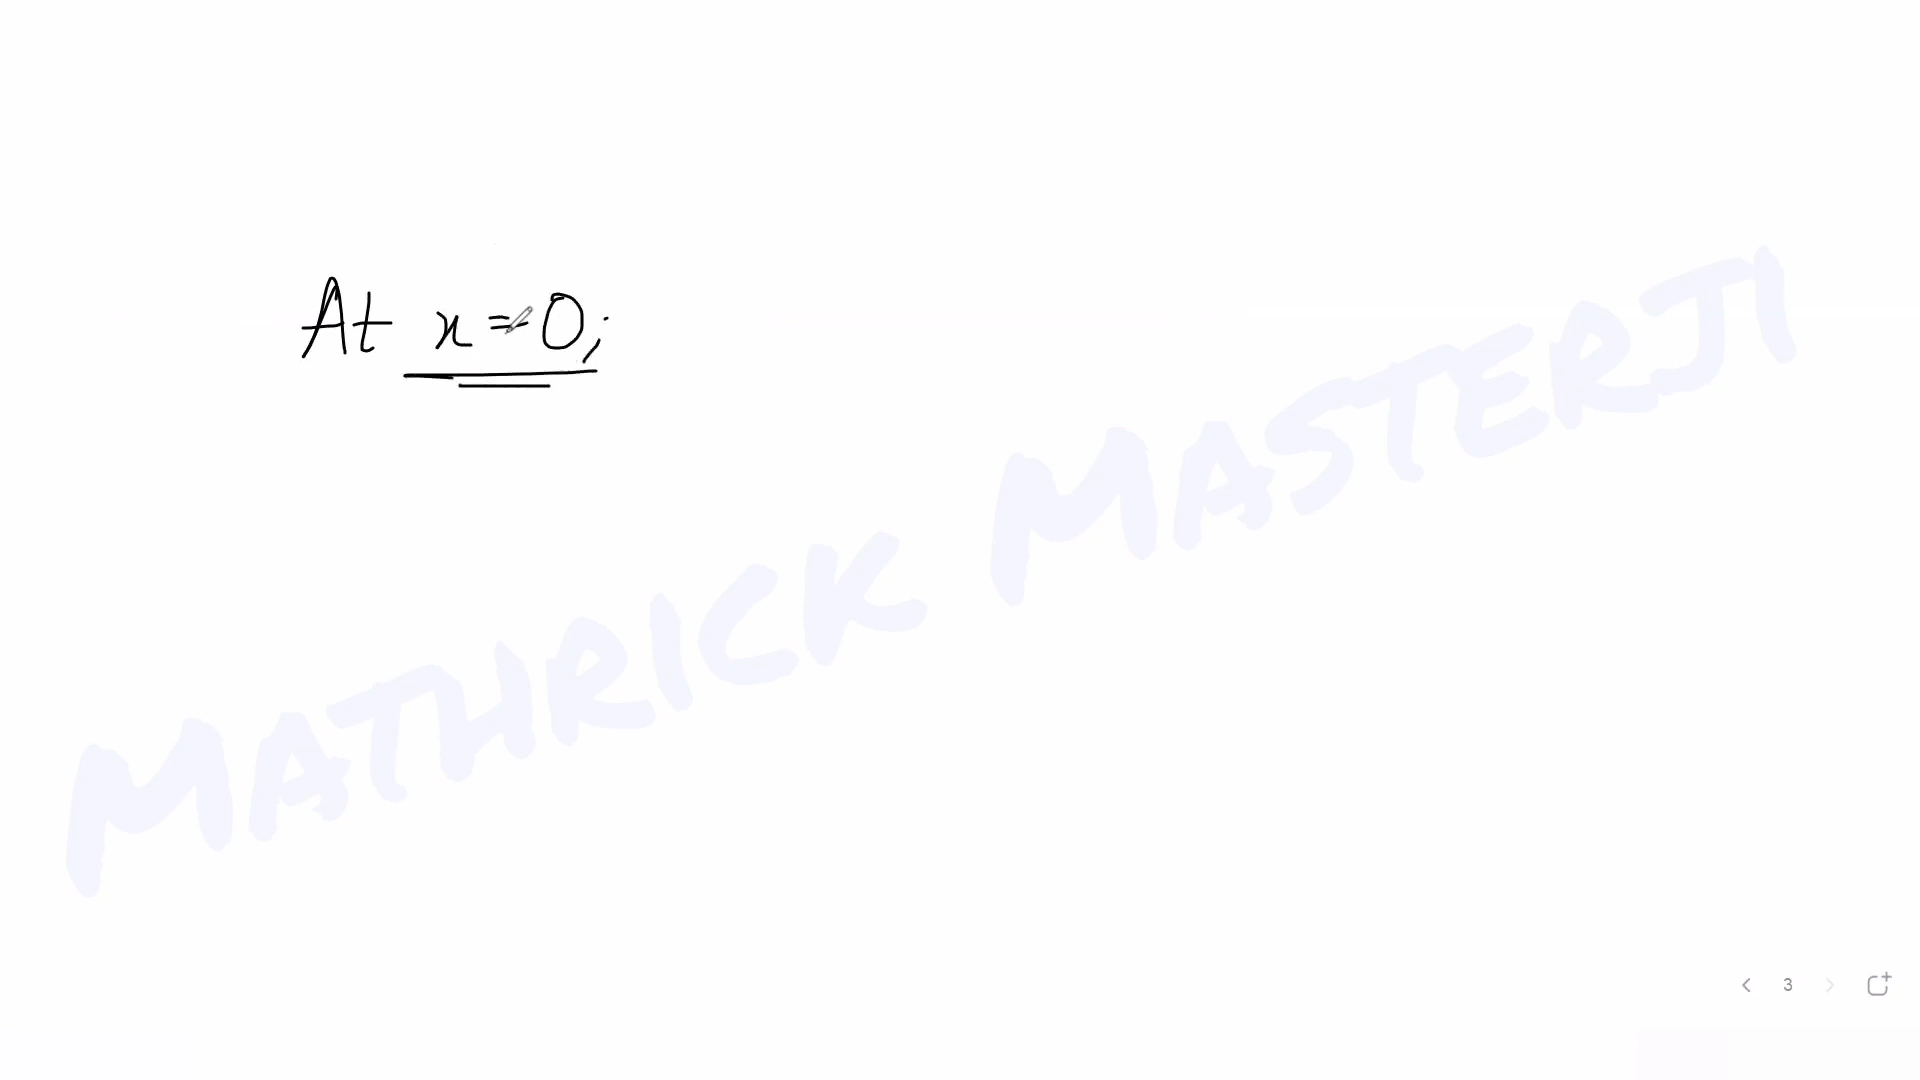 At x = 0;
MATHRICK MASTERJI
3